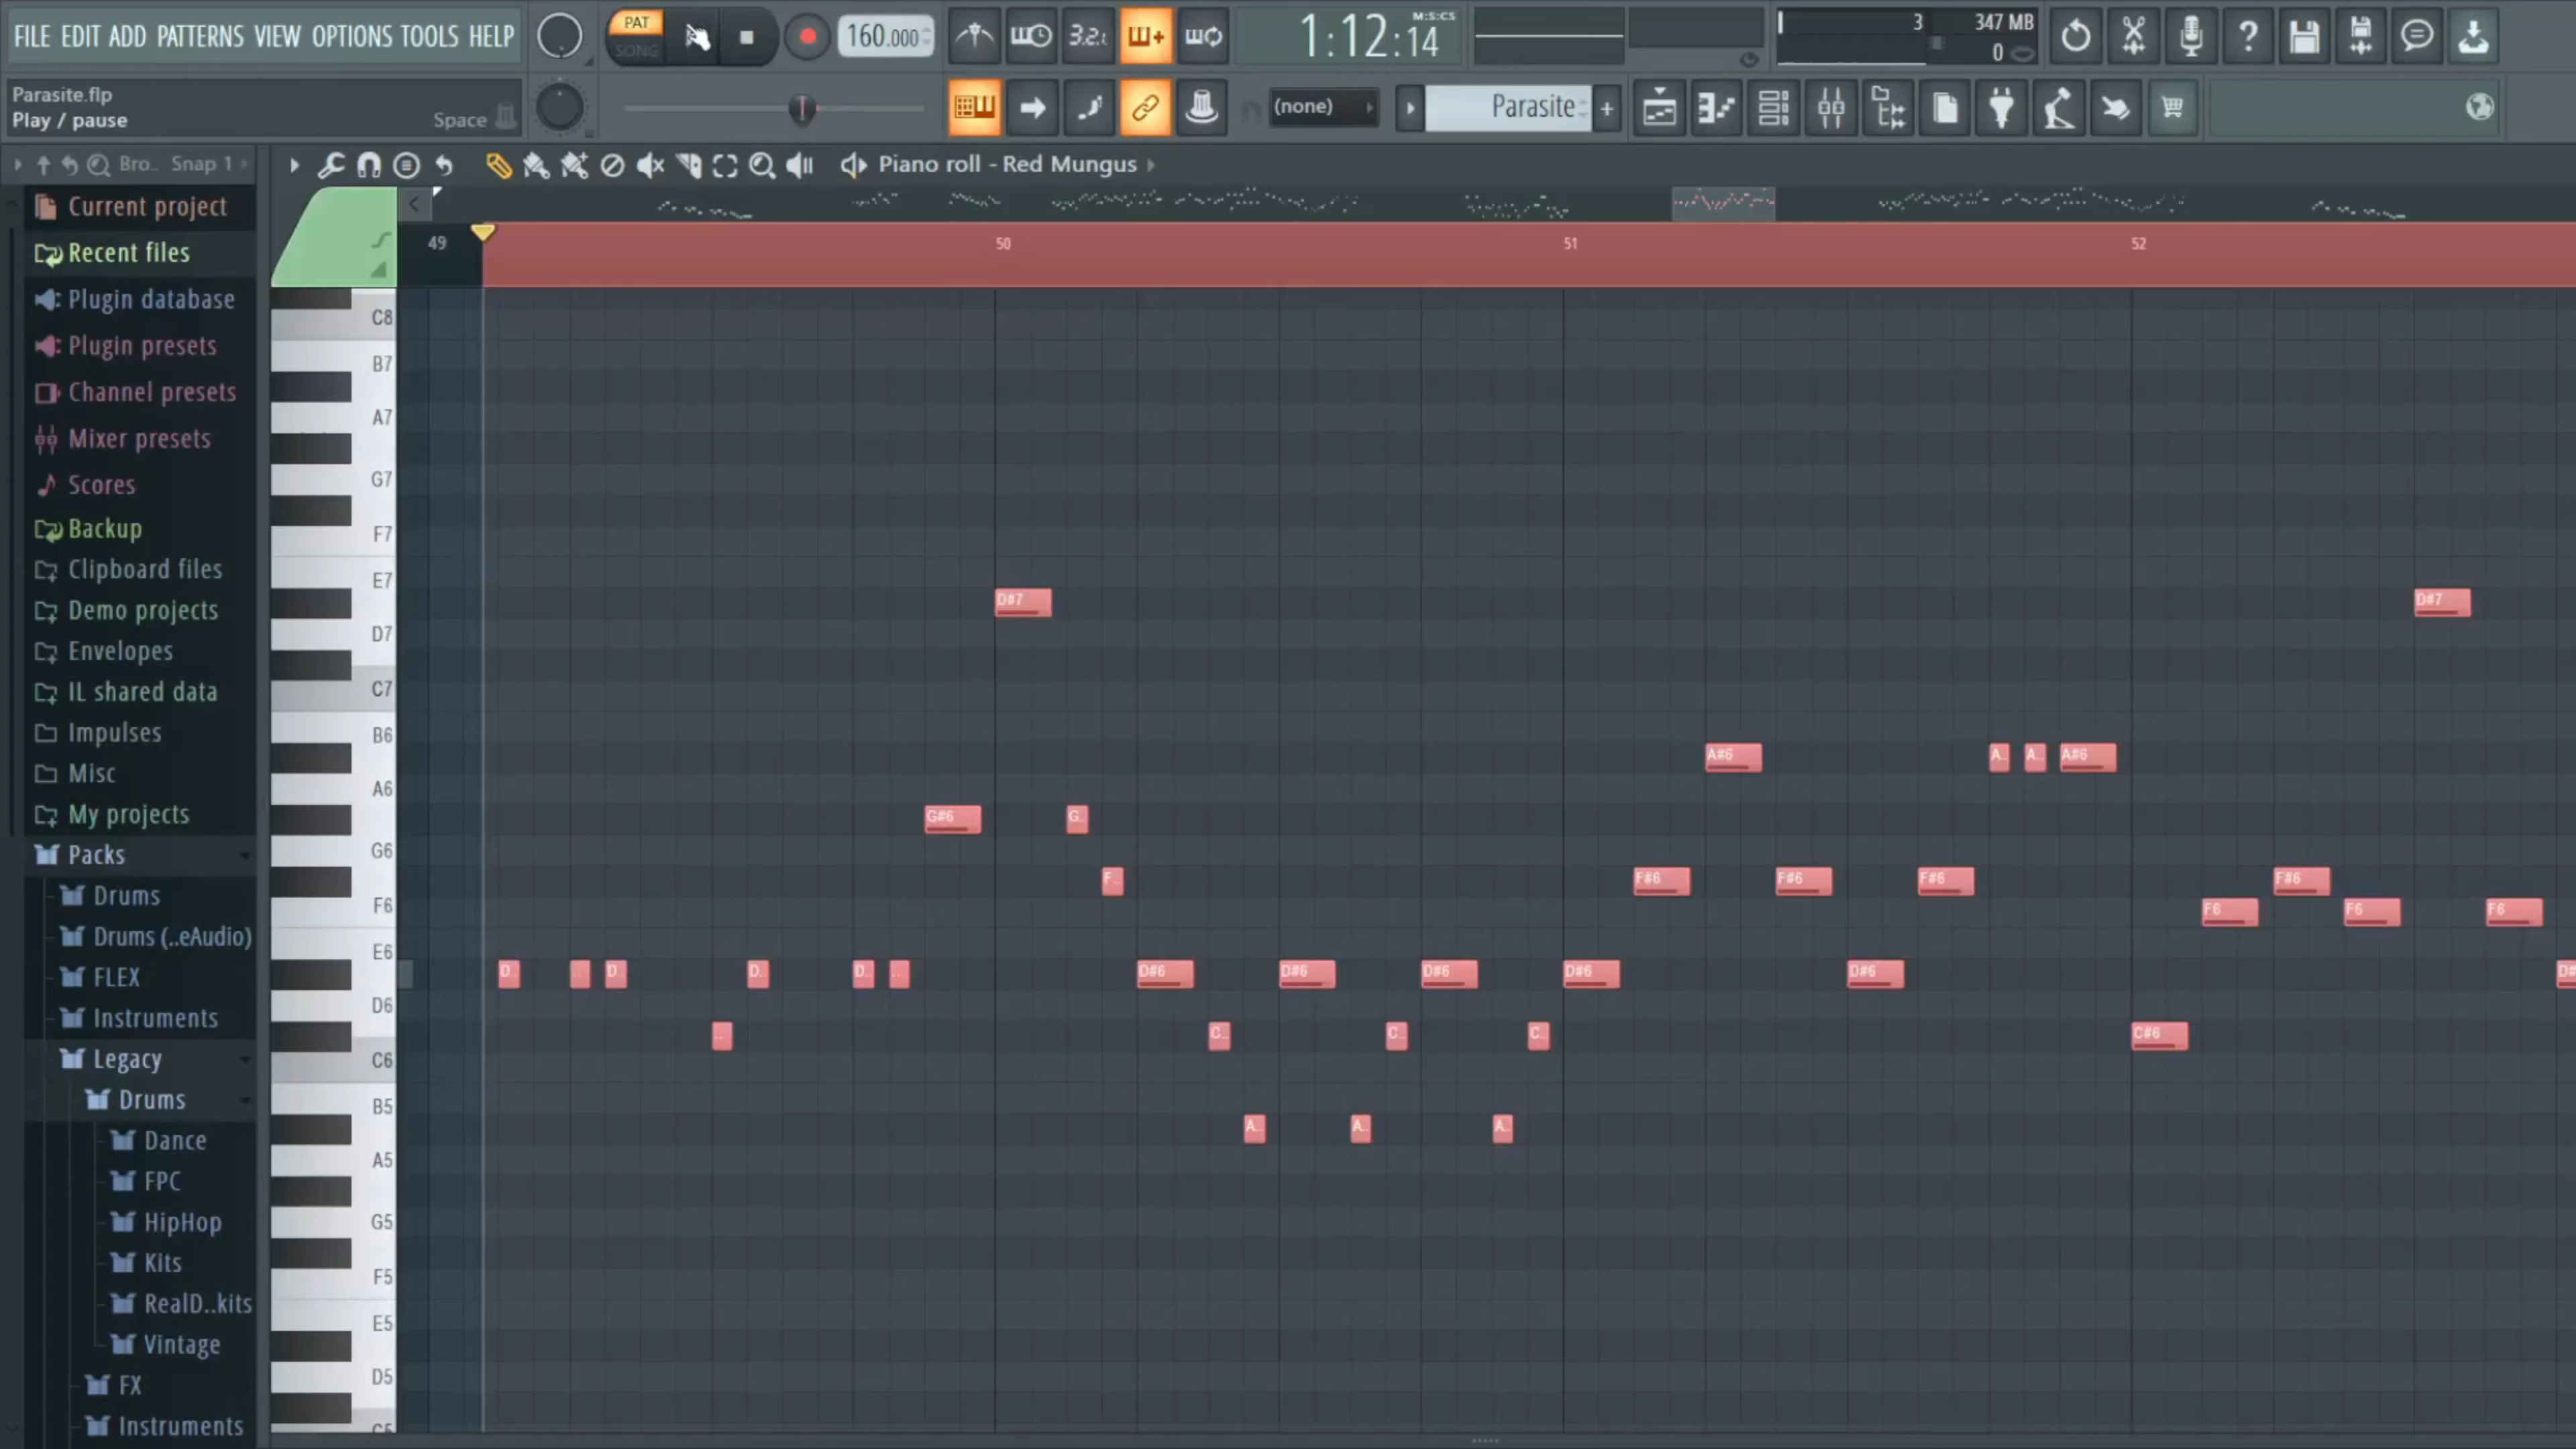 FILE EDIT ADD PATTERNS VIEW OPTIONS TOOLS HELP
PAT
SONG
160.000
3.2.
1:12:14
M:S:CS
3
347 MB
0
Parasite.flp
Play / pause
Space
(none)
Parasite
+
Bro.. Snap 1
Piano roll - Red Mungus
Current project
Recent files
Plugin database
Plugin presets
Channel presets
Mixer presets
Scores
Backup
Clipboard files
Demo projects
Envelopes
IL shared data
Impulses
Misc
My projects
Packs
Drums
Drums (..eAudio)
FLEX
Instruments
Legacy
Drums
Dance
FPC
HipHop
Kits
RealD..kits
Vintage
FX
Instruments
49
50
51
52
C8
B7
A7
G7
F7
E7
D7
C7
B6
A6
G6
F6
E6
D6
C6
B5
A5
G5
F5
E5
D5
C5
D#7 D#7
A#6 A.. A.. A#6
G#6 G..
F.. F#6 F#6 F#6 F#6
F6 F6 F6
D.. .. D.. D.. D.. .. D#6 D#6 D#6 D#6 D#6 D#
.. C.. C.. C.. C#6
A.. A.. A..